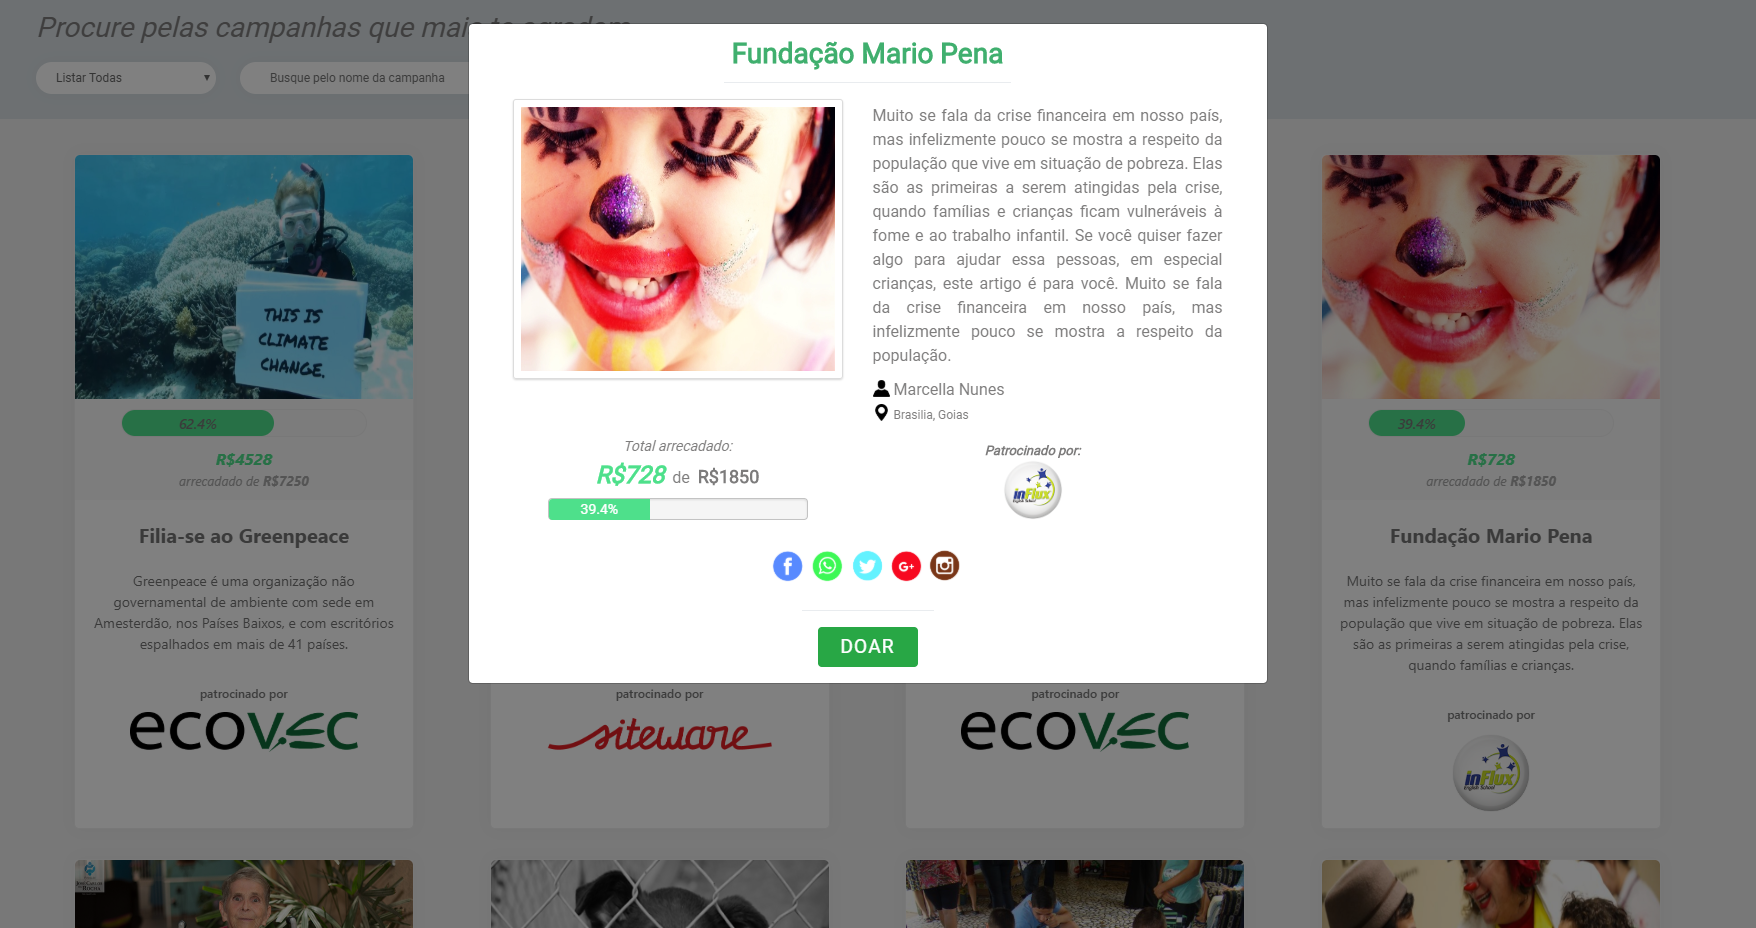 Procure pelas campanhas que mais te agradam
Listar Todas
Busque pelo nome da campanha
Fundação Mario Pena
Muito se fala da crise financeira em nosso país,
mas infelizmente pouco se mostra a respeito da
população que vive em situação de pobreza. Elas
são as primeiras a serem atingidas pela crise,
quando famílias e crianças ficam vulneráveis à
fome e ao trabalho infantil. Se você quiser fazer
algo para ajudar essa pessoas, em especial
crianças, este artigo é para você. Muito se fala
da crise financeira em nosso país, mas
infelizmente pouco se mostra a respeito da
população.
Marcella Nunes
Brasilia, Goias
Total arrecadado:
R$728 de R$1850
39.4%
Patrocinado por:
inFlux
English School
DOAR
THIS IS
CLIMATE
CHANGE.
62.4%
R$4528
arrecadado de R$7250
Filia-se ao Greenpeace
Greenpeace é uma organização não
governamental de ambiente com sede em
Amesterdão, nos Países Baixos, e com escritórios
espalhados em mais de 41 países.
patrocinado por
ecovec
patrocinado por
siteware
patrocinado por
ecovec
39.4%
R$728
arrecadado de R$1850
Fundação Mario Pena
Muito se fala da crise financeira em nosso país,
mas infelizmente pouco se mostra a respeito da
população que vive em situação de pobreza. Elas
são as primeiras a serem atingidas pela crise,
quando famílias e crianças.
patrocinado por
inFlux
English School